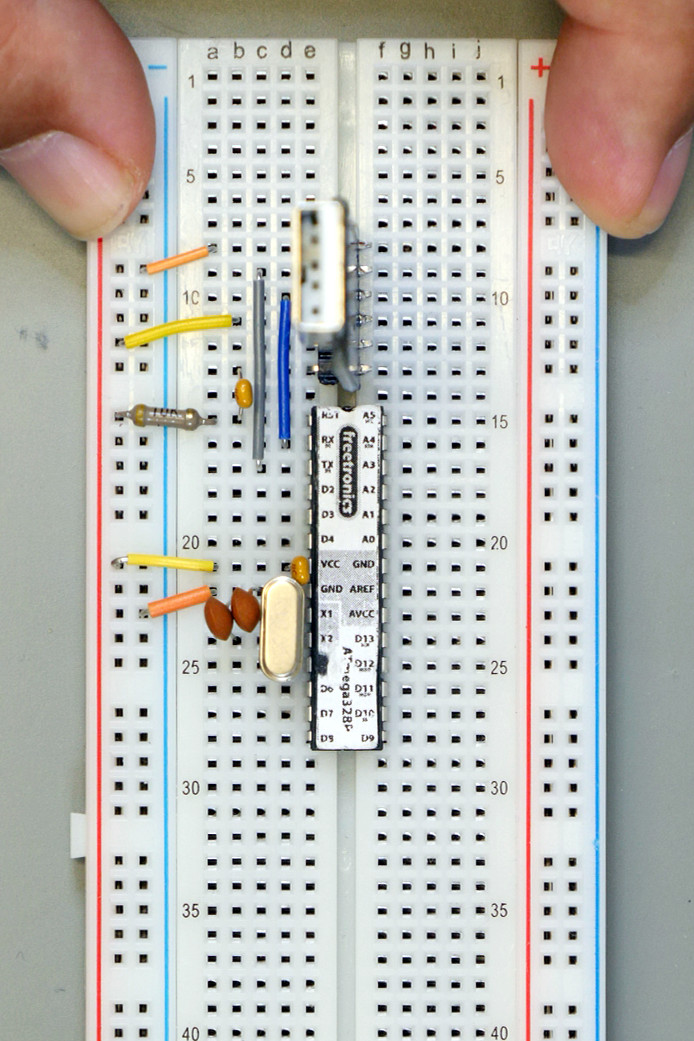 a b c d e f g h i j
− +
1 1
5 5
10 10
15 15
RST A5
RX A4
TX A3
D2 A2
D3 A1
D4 A0
freetronics
20 20
VCC GND
GND AREF
X1 AVCC
X2 D13
D12
D6 D11
D7 D10
D8 D9
ATmega328P
25 25
30 30
35 35
40 40